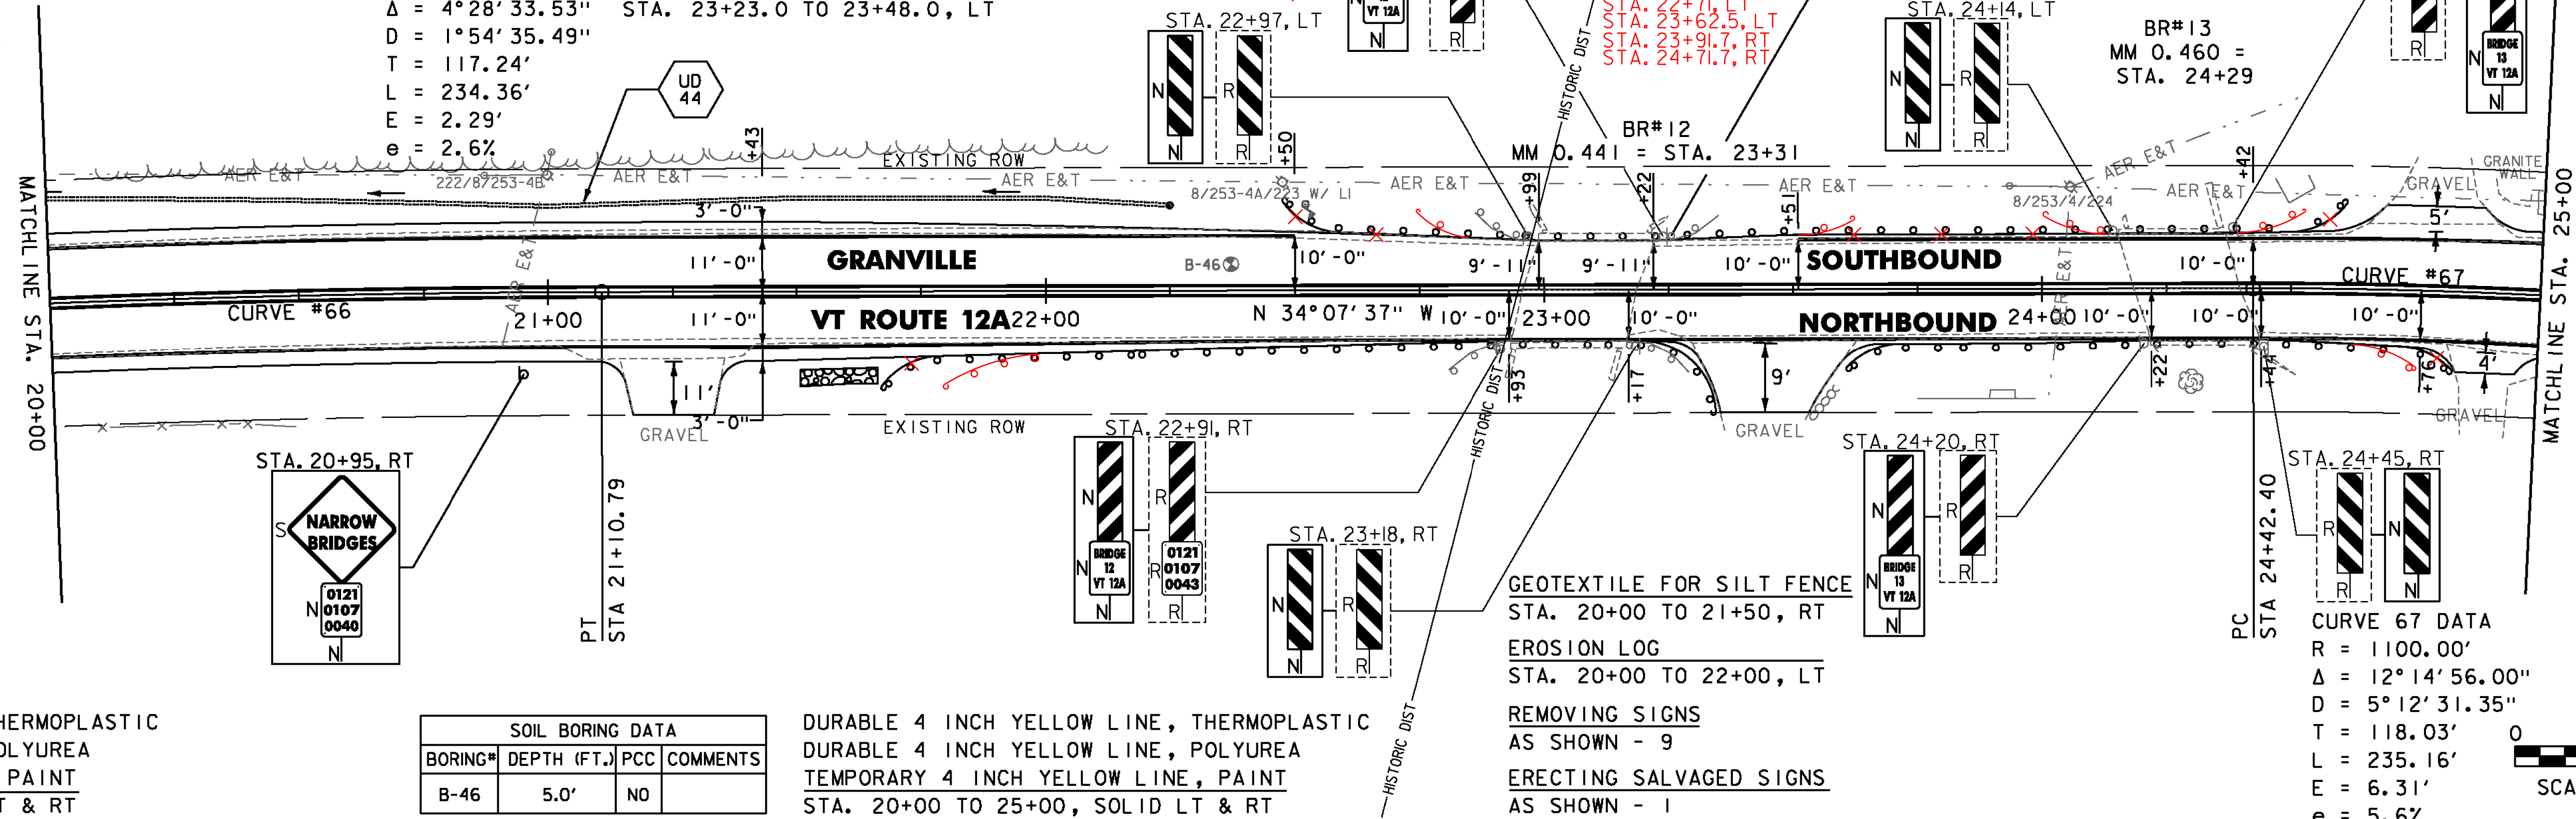 Δ = 4°28'33.53"
D = 1°54'35.49"
T = 117.24'
L = 234.36'
E = 2.29'
e = 2.6%
STA. 23+23.0 TO 23+48.0, LT
UD
44
STA. 22+97, LT
N
R
N
R
VT 12A
N
R
STA. 22+71, LT
STA. 23+62.5, LT
STA. 23+91.7, RT
STA. 24+71.7, RT
STA. 24+14, LT
N
R
N
R
BR#13
MM 0.460 =
STA. 24+29
R
N
BRIDGE
13
VT 12A
N
HISTORIC DIST
HISTORIC DIST
BR#12
MM 0.441 = STA. 23+31
+43
+50
+99
+22
+51
+42
EXISTING ROW
AER E&T
222/8/253-4B
AER E&T
AER E&T
8/253-4A/223 W/ LI
AER E&T
AER E&T
8/253/4/224
AER E&T
AER E&T
GRAVEL
GRANITE
WALL
MATCHLINE STA. 20+00
MATCHLINE STA. 25+00
3'-0"
5'
11'-0"
GRANVILLE
B-46
10'-0"
9'-11"
9'-11"
10'-0"
SOUTHBOUND
10'-0"
CURVE #67
AER E&T
AER E&T
CURVE #66
21+00
11'-0"
VT ROUTE 12A
22+00
N 34°07'37" W
10'-0"
23+00
10'-0"
NORTHBOUND
24+00
10'-0"
10'-0"
10'-0"
11'
3'-0"
9'
4'
+93
+17
+22
+44
+76
GRAVEL
EXISTING ROW
GRAVEL
GRAVEL
HISTORIC DIST
HISTORIC DIST
STA. 20+95, RT
S
NARROW
BRIDGES
N
0121
0107
0040
N
PT
STA 21+10.79
STA. 22+91, RT
N
R
N
BRIDGE
12
VT 12A
N
R
0121
0107
0043
R
STA. 23+18, RT
N
R
N
R
STA. 24+20, RT
N
R
N
BRIDGE
13
VT 12A
N
R
STA. 24+45, RT
R
N
R
N
PC
STA 24+42.40
GEOTEXTILE FOR SILT FENCE
STA. 20+00 TO 21+50, RT
EROSION LOG
STA. 20+00 TO 22+00, LT
REMOVING SIGNS
AS SHOWN - 9
ERECTING SALVAGED SIGNS
AS SHOWN - 1
CURVE 67 DATA
R = 1100.00'
Δ = 12°14'56.00"
D = 5°12'31.35"
T = 118.03'
L = 235.16'
E = 6.31'
e = 5.6%
0
SCA
HERMOPLASTIC
OLYUREA
PAINT
T & RT
SOIL BORING DATA
BORING# DEPTH (FT.) PCC COMMENTS
B-46 5.0' NO
DURABLE 4 INCH YELLOW LINE, THERMOPLASTIC
DURABLE 4 INCH YELLOW LINE, POLYUREA
TEMPORARY 4 INCH YELLOW LINE, PAINT
STA. 20+00 TO 25+00, SOLID LT & RT